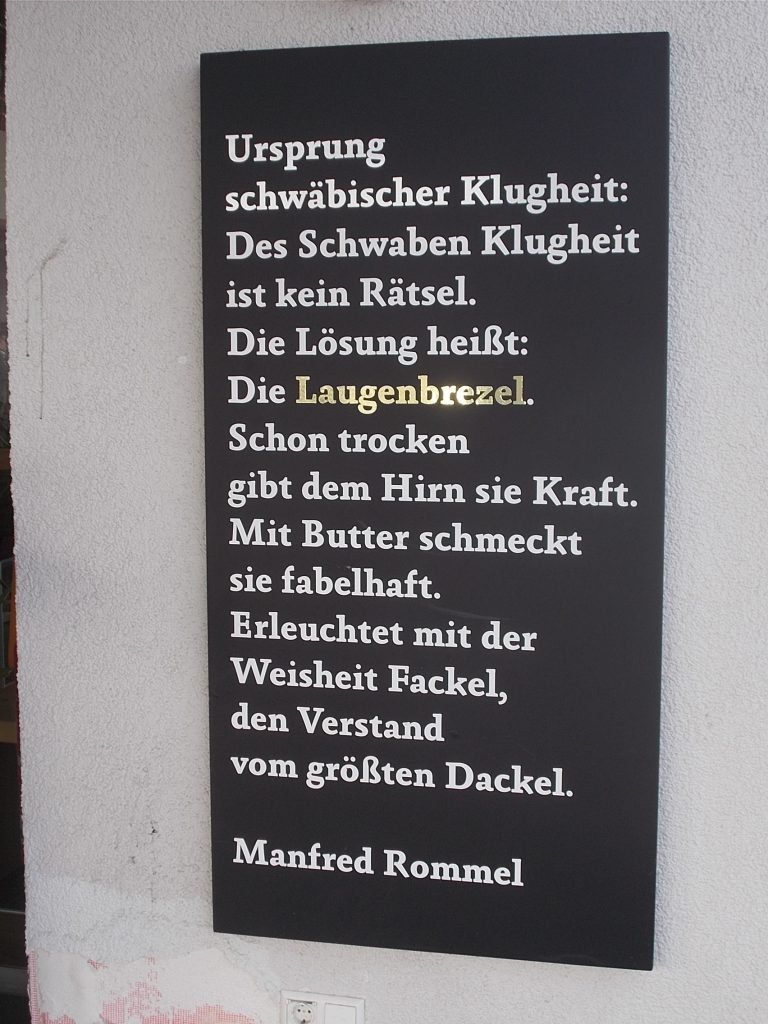 Ursprung
schwäbischer Klugheit:
Des Schwaben Klugheit
ist kein Rätsel.
Die Lösung heißt:
Die Laugenbrezel.
Schon trocken
gibt dem Hirn sie Kraft.
Mit Butter schmeckt
sie fabelhaft.
Erleuchtet mit der
Weisheit Fackel,
den Verstand
vom größten Dackel.
Manfred Rommel